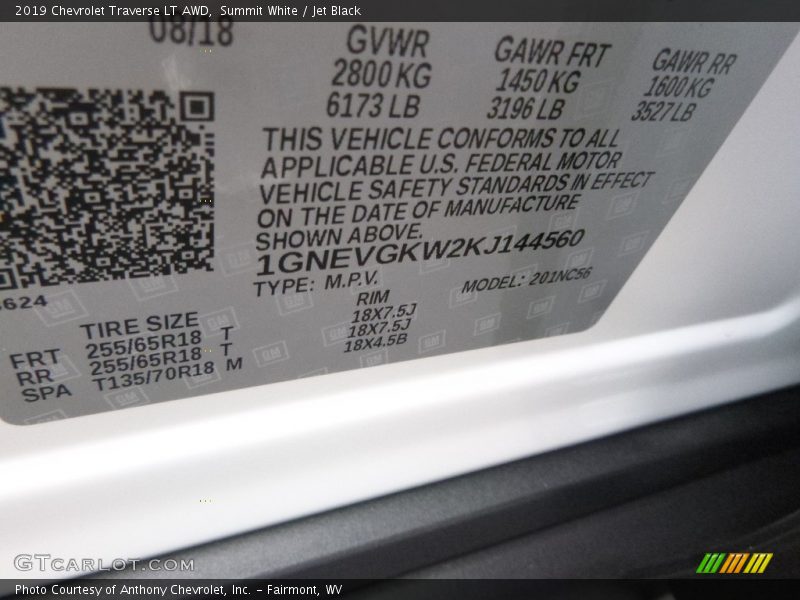 2019 Chevrolet Traverse LT AWD, Summit White / Jet Black
08/18
GVWR
2800 KG
6173 LB
GAWR FRT
1450 KG
3196 LB
GAWR RR
1600 KG
3527 LB
THIS VEHICLE CONFORMS TO ALL
APPLICABLE U.S. FEDERAL MOTOR
VEHICLE SAFETY STANDARDS IN EFFECT
ON THE DATE OF MANUFACTURE
SHOWN ABOVE.
1GNEVGKW2KJ144560
TYPE: M.P.V.
MODEL: 201NC56
TIRE SIZE
RIM
FRT 255/65R18 T 18X7.5J
RR 255/65R18 T 18X7.5J
SPA T135/70R18 M 18X4.5B
GTCARLOT.COM
Photo Courtesy of Anthony Chevrolet, Inc. - Fairmont, WV